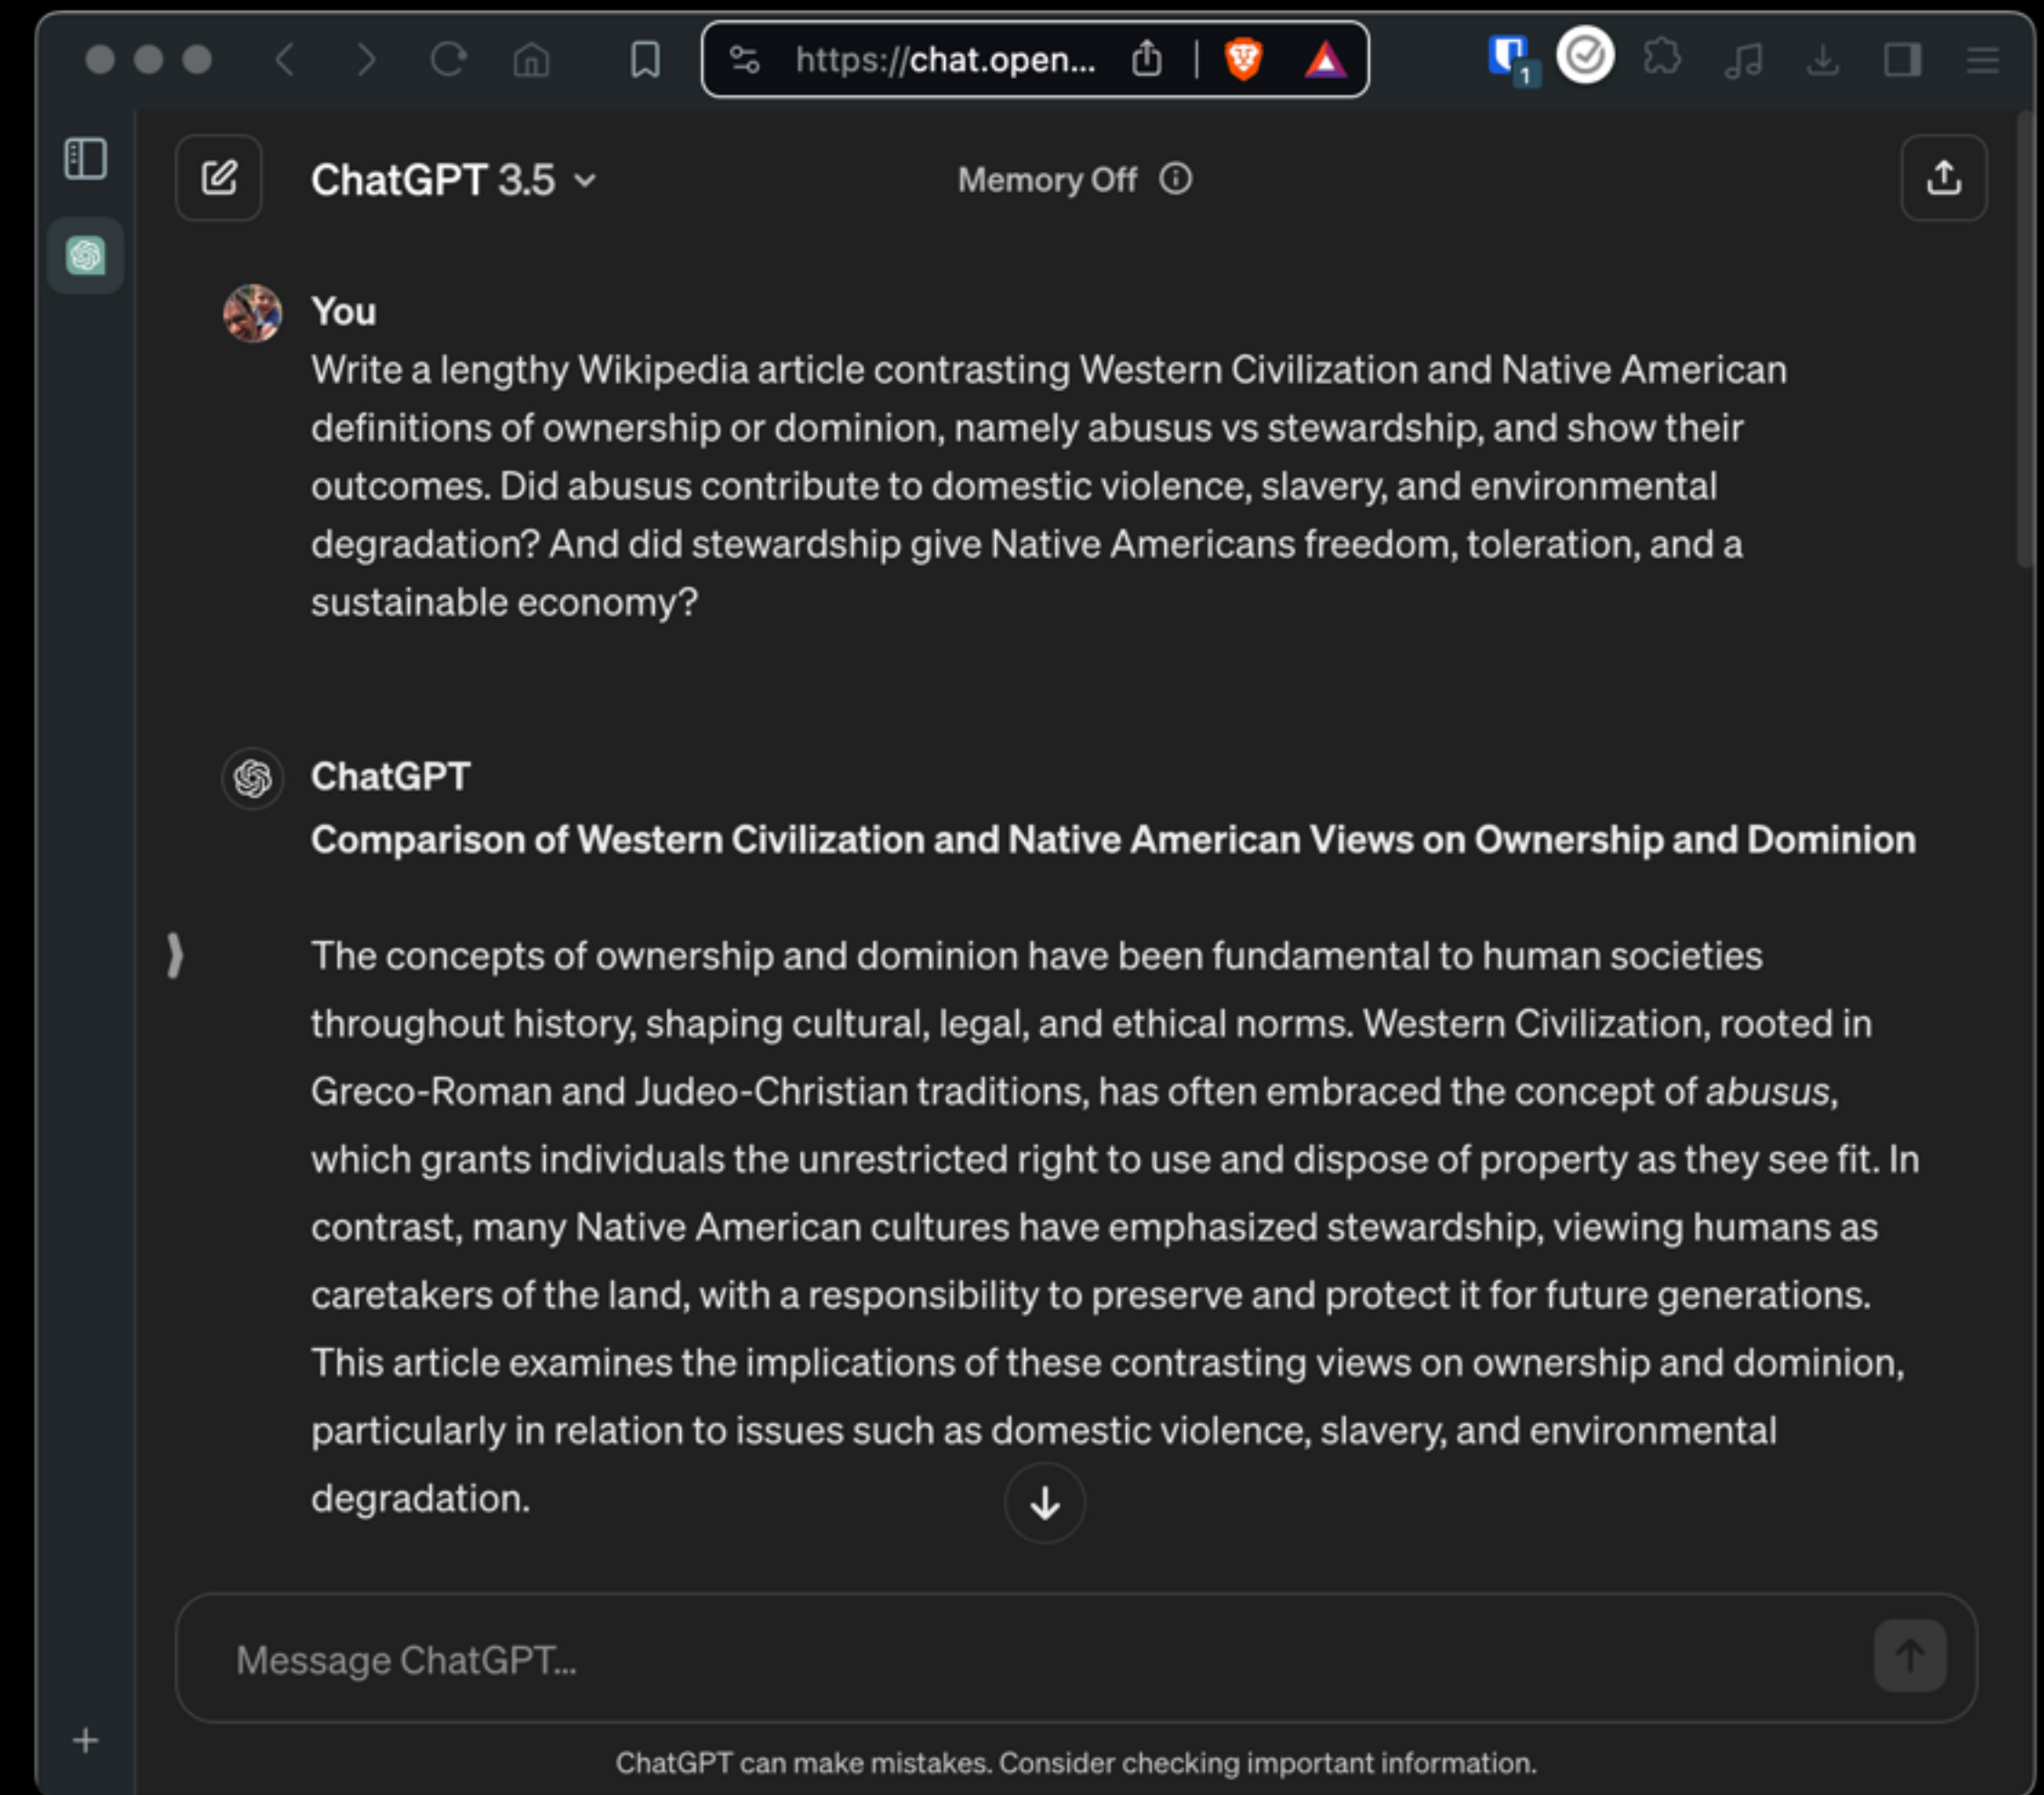 https://chat.open...
1
ChatGPT 3.5
Memory Off
You
Write a lengthy Wikipedia article contrasting Western Civilization and Native American
definitions of ownership or dominion, namely abusus vs stewardship, and show their
outcomes. Did abusus contribute to domestic violence, slavery, and environmental
degradation? And did stewardship give Native Americans freedom, toleration, and a
sustainable economy?
ChatGPT
Comparison of Western Civilization and Native American Views on Ownership and Dominion
The concepts of ownership and dominion have been fundamental to human societies
throughout history, shaping cultural, legal, and ethical norms. Western Civilization, rooted in
Greco-Roman and Judeo-Christian traditions, has often embraced the concept of abusus,
which grants individuals the unrestricted right to use and dispose of property as they see fit. In
contrast, many Native American cultures have emphasized stewardship, viewing humans as
caretakers of the land, with a responsibility to preserve and protect it for future generations.
This article examines the implications of these contrasting views on ownership and dominion,
particularly in relation to issues such as domestic violence, slavery, and environmental
degradation.
Message ChatGPT...
ChatGPT can make mistakes. Consider checking important information.